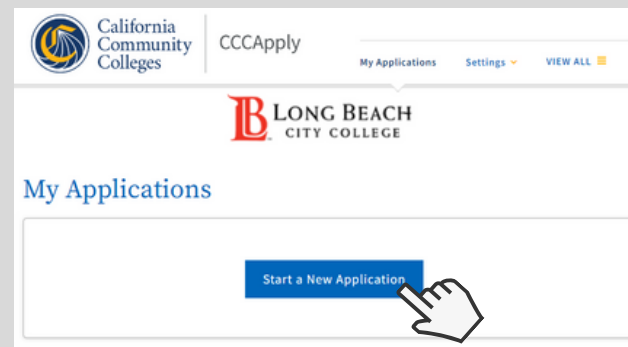 California
Community
Colleges
CCCApply
My Applications
Settings
VIEW ALL
LONG BEACH
CITY COLLEGE
My Applications
Start a New Application